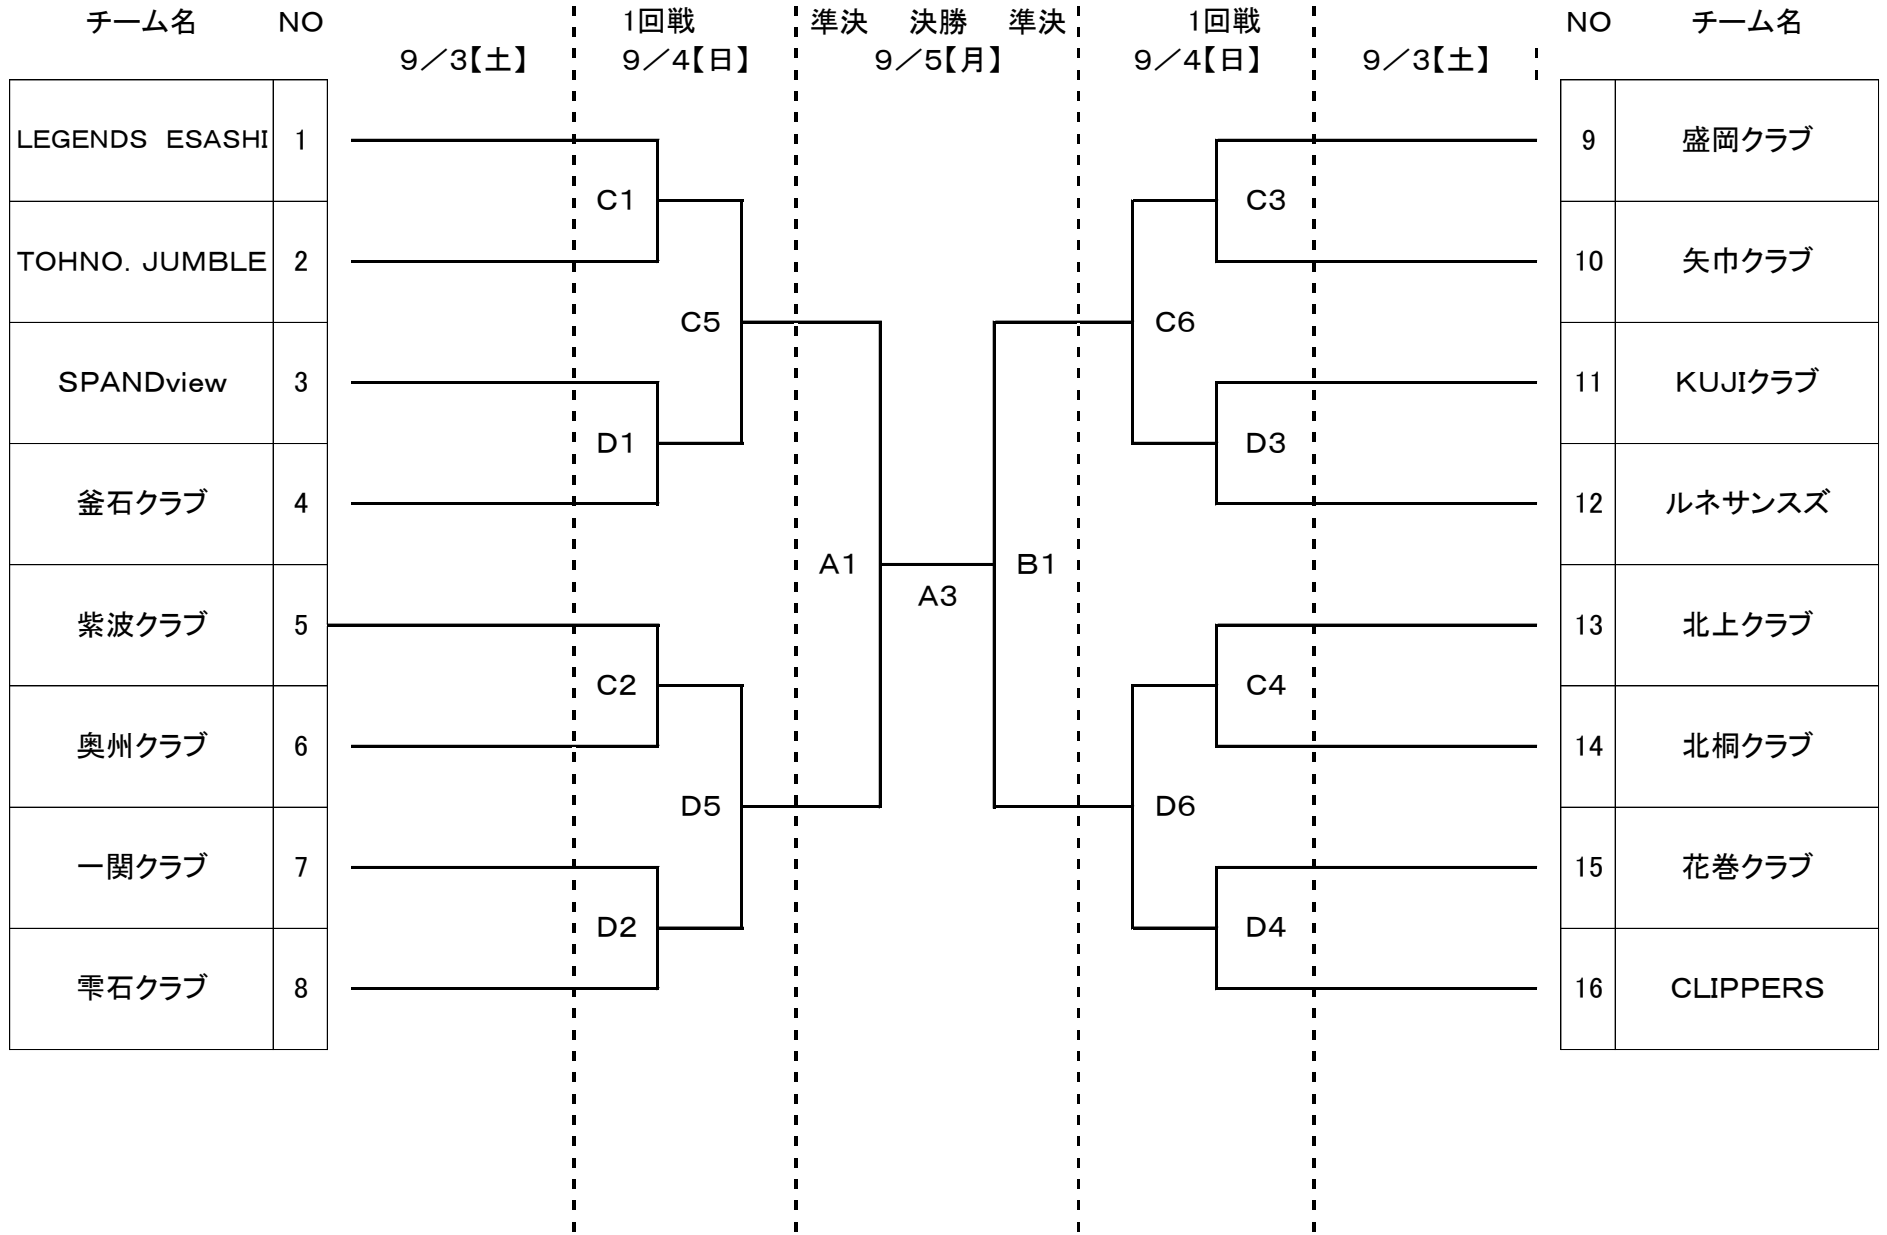 チーム名 NO 1回戦 準決 決勝 準決 1回戦 NO チーム名
9／3【土】 9／4【日】 9／5【月】 9／4【日】 9／3【土】
LEGENDS ESASHI 1 9 盛岡クラブ
C1 C3
TOHNO. JUMBLE 2 10 矢巾クラブ
C5 C6
SPANDview 3 11 KUJIクラブ
D1 D3
釜石クラブ 4 12 ルネサンスズ
A1 B1
A3
紫波クラブ 5 13 北上クラブ
C2 C4
奥州クラブ 6 14 北桐クラブ
D5 D6
一関クラブ 7 15 花巻クラブ
D2 D4
雫石クラブ 8 16 CLIPPERS